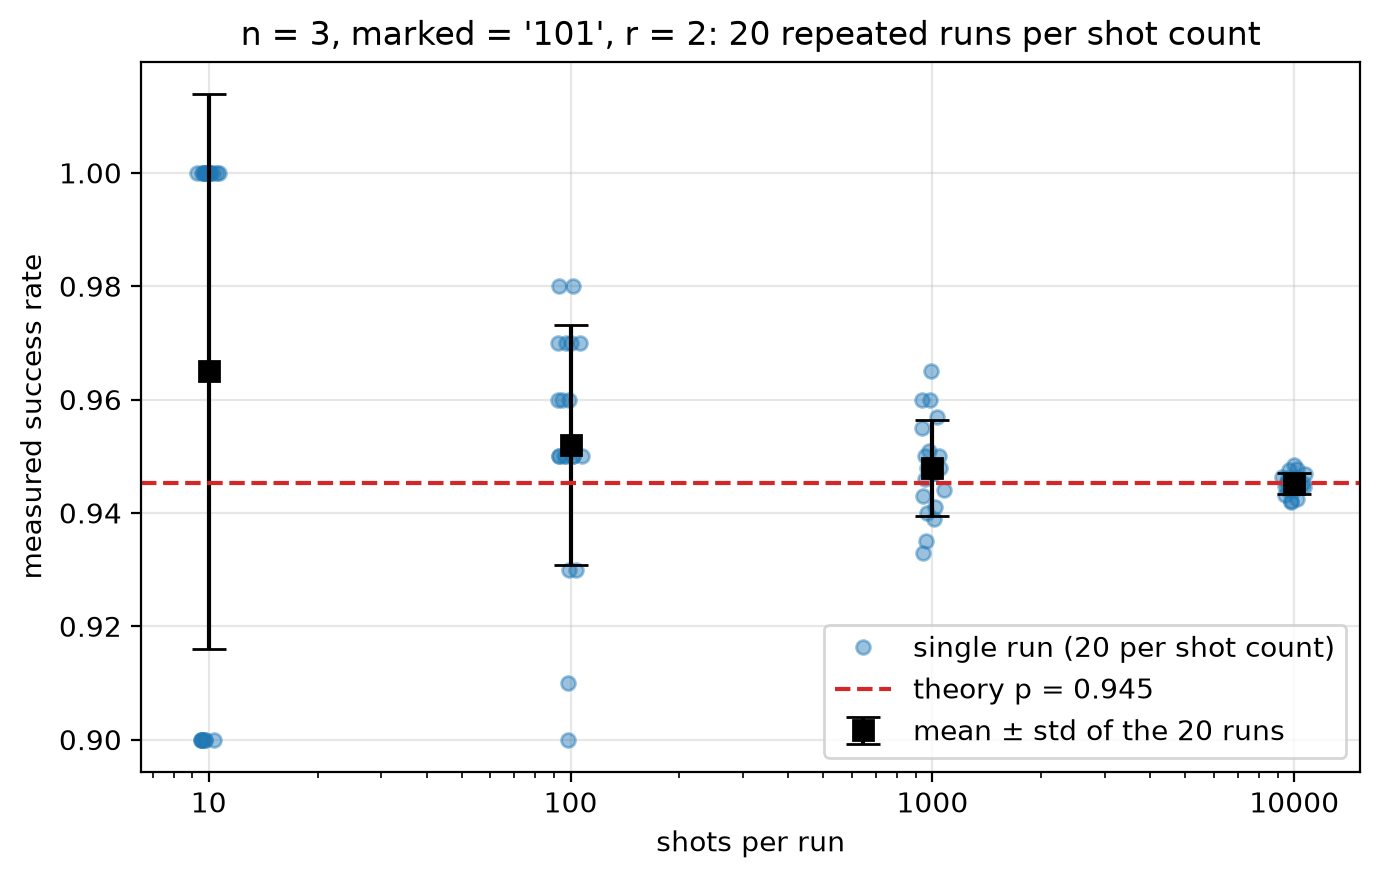 n = 3, marked = '101', r = 2: 20 repeated runs per shot count
measured success rate
1.00
0.98
0.96
0.94
0.92
0.90
single run (20 per shot count)
theory p = 0.945
mean ± std of the 20 runs
10
100
1000
10000
shots per run